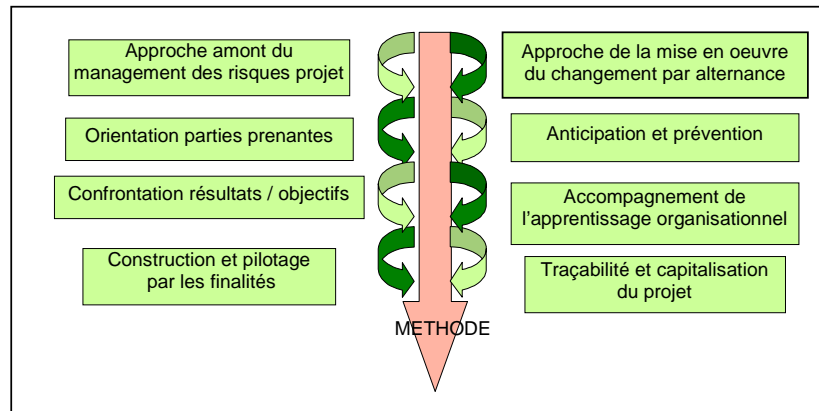 Approche amont du
management des risques projet
Orientation parties prenantes
Confrontation résultats / objectifs
Construction et pilotage
par les finalités
Approche de la mise en oeuvre
du changement par alternance
Anticipation et prévention
Accompagnement de
l'apprentissage organisationnel
Traçabilité et capitalisation
du projet
METHODE